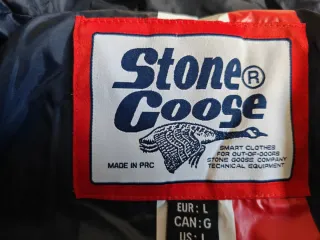 Stone®
Goose
SMART CLOTHES
FOR OUT-OF-DOORS
STONE GOOSE COMPANY
TECHNICAL EQUIPMENT
MADE IN PRC
EUR: L
CAN: G
US: L